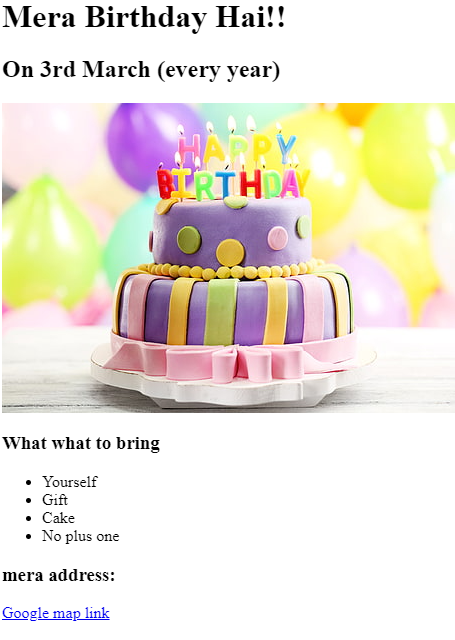 Mera Birthday Hai!!
On 3rd March (every year)
HAPPY
BIRTHDAY
What what to bring
Yourself
Gift
Cake
No plus one
mera address:
Google map link